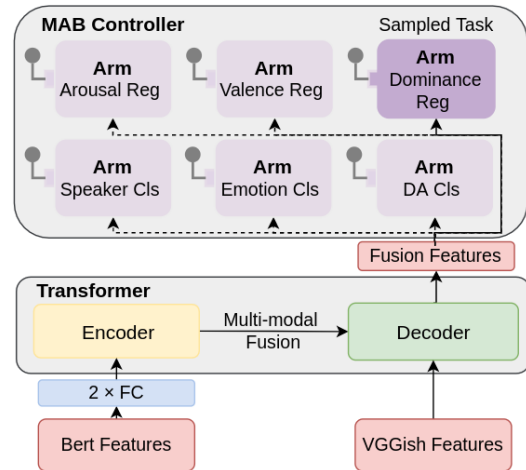 MAB Controller
Sampled Task
Arm
Arousal Reg
Arm
Valence Reg
Arm
Dominance
Reg
Arm
Speaker Cls
Arm
Emotion Cls
Arm
DA Cls
Fusion Features
Transformer
Encoder
Multi-modal
Fusion
Decoder
2 × FC
Bert Features
VGGish Features